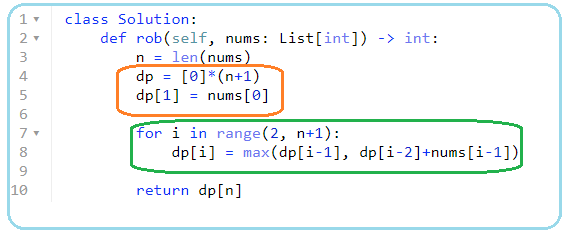 1 class Solution:
2 def rob(self, nums: List[int]) -> int:
3 n = len(nums)
4 dp = [0]*(n+1)
5 dp[1] = nums[0]
6
7 for i in range(2, n+1):
8 dp[i] = max(dp[i-1], dp[i-2]+nums[i-1])
9
10 return dp[n]